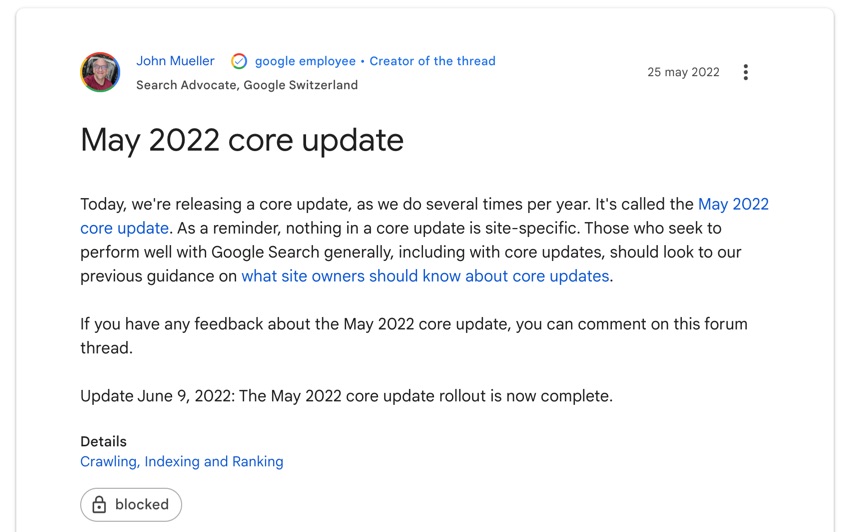 John Mueller google employee • Creator of the thread
Search Advocate, Google Switzerland
25 may 2022
May 2022 core update
Today, we're releasing a core update, as we do several times per year. It's called the May 2022
core update. As a reminder, nothing in a core update is site-specific. Those who seek to
perform well with Google Search generally, including with core updates, should look to our
previous guidance on what site owners should know about core updates.
If you have any feedback about the May 2022 core update, you can comment on this forum
thread.
Update June 9, 2022: The May 2022 core update rollout is now complete.
Details
Crawling, Indexing and Ranking
blocked